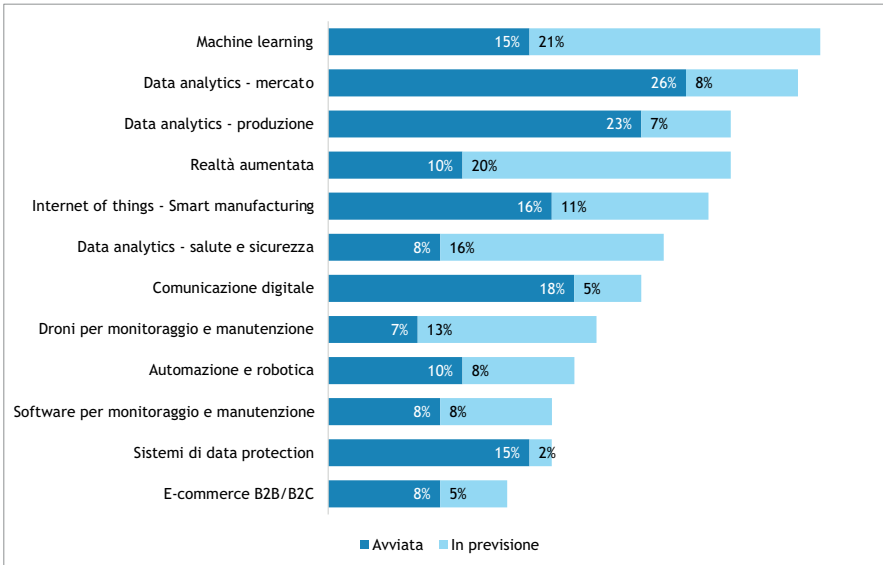 Machine learning 15% 21%
Data analytics - mercato 26% 8%
Data analytics - produzione 23% 7%
Realtà aumentata 10% 20%
Internet of things - Smart manufacturing 16% 11%
Data analytics - salute e sicurezza 8% 16%
Comunicazione digitale 18% 5%
Droni per monitoraggio e manutenzione 7% 13%
Automazione e robotica 10% 8%
Software per monitoraggio e manutenzione 8% 8%
Sistemi di data protection 15% 2%
E-commerce B2B/B2C 8% 5%
Avviata In previsione